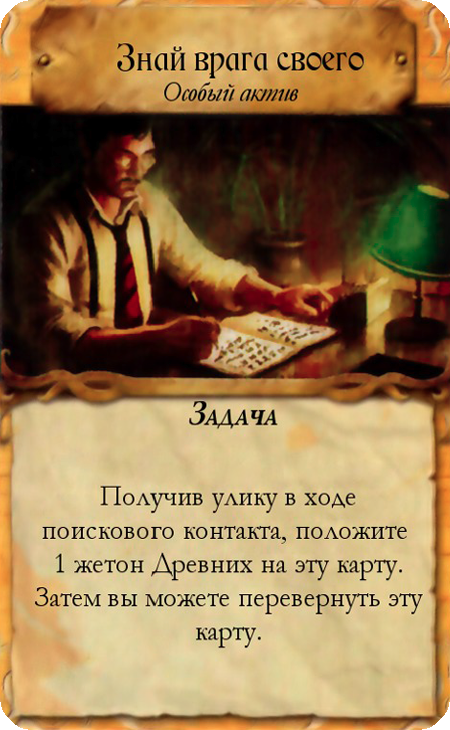 Знай врага своего
Особый актив
Задача
Получив улику в ходе
поискового контакта, положите
1 жетон Древних на эту карту.
Затем вы можете перевернуть эту
карту.